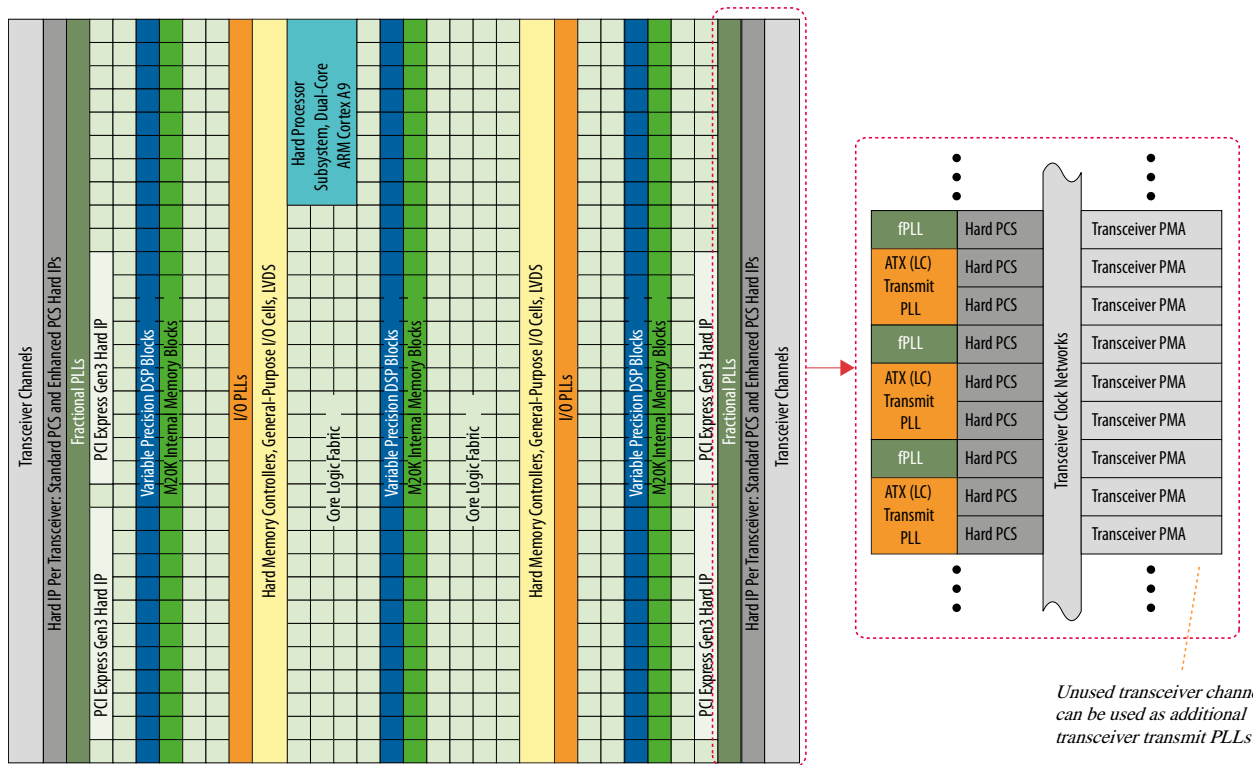 Transceiver Channels
Hard IP Per Transceiver: Standard PCS and Enhanced PCS Hard IPs
Fractional PLLs
PCI Express Gen3 Hard IP
PCI Express Gen3 Hard IP
Variable Precision DSP Blocks
M20K Internal Memory Blocks
I/O PLLs
Hard Memory Controllers, General-Purpose I/O Cells, LVDS
Hard Processor
Subsystem, Dual-Core
ARM Cortex A9
Core Logic Fabric
Variable Precision DSP Blocks
M20K Internal Memory Blocks
Core Logic Fabric
Hard Memory Controllers, General-Purpose I/O Cells, LVDS
I/O PLLs
Variable Precision DSP Blocks
M20K Internal Memory Blocks
PCI Express Gen3 Hard IP
PCI Express Gen3 Hard IP
Fractional PLLs
Hard IP Per Transceiver: Standard PCS and Enhanced PCS Hard IPs
Transceiver Channels
fPLL
ATX (LC)
Transmit
PLL
fPLL
ATX (LC)
Transmit
PLL
fPLL
ATX (LC)
Transmit
PLL
Hard PCS
Hard PCS
Hard PCS
Hard PCS
Hard PCS
Hard PCS
Hard PCS
Hard PCS
Hard PCS
Transceiver Clock Networks
Transceiver PMA
Transceiver PMA
Transceiver PMA
Transceiver PMA
Transceiver PMA
Transceiver PMA
Transceiver PMA
Transceiver PMA
Transceiver PMA
Unused transceiver
can be used as additional
transceiver transmit PLLs